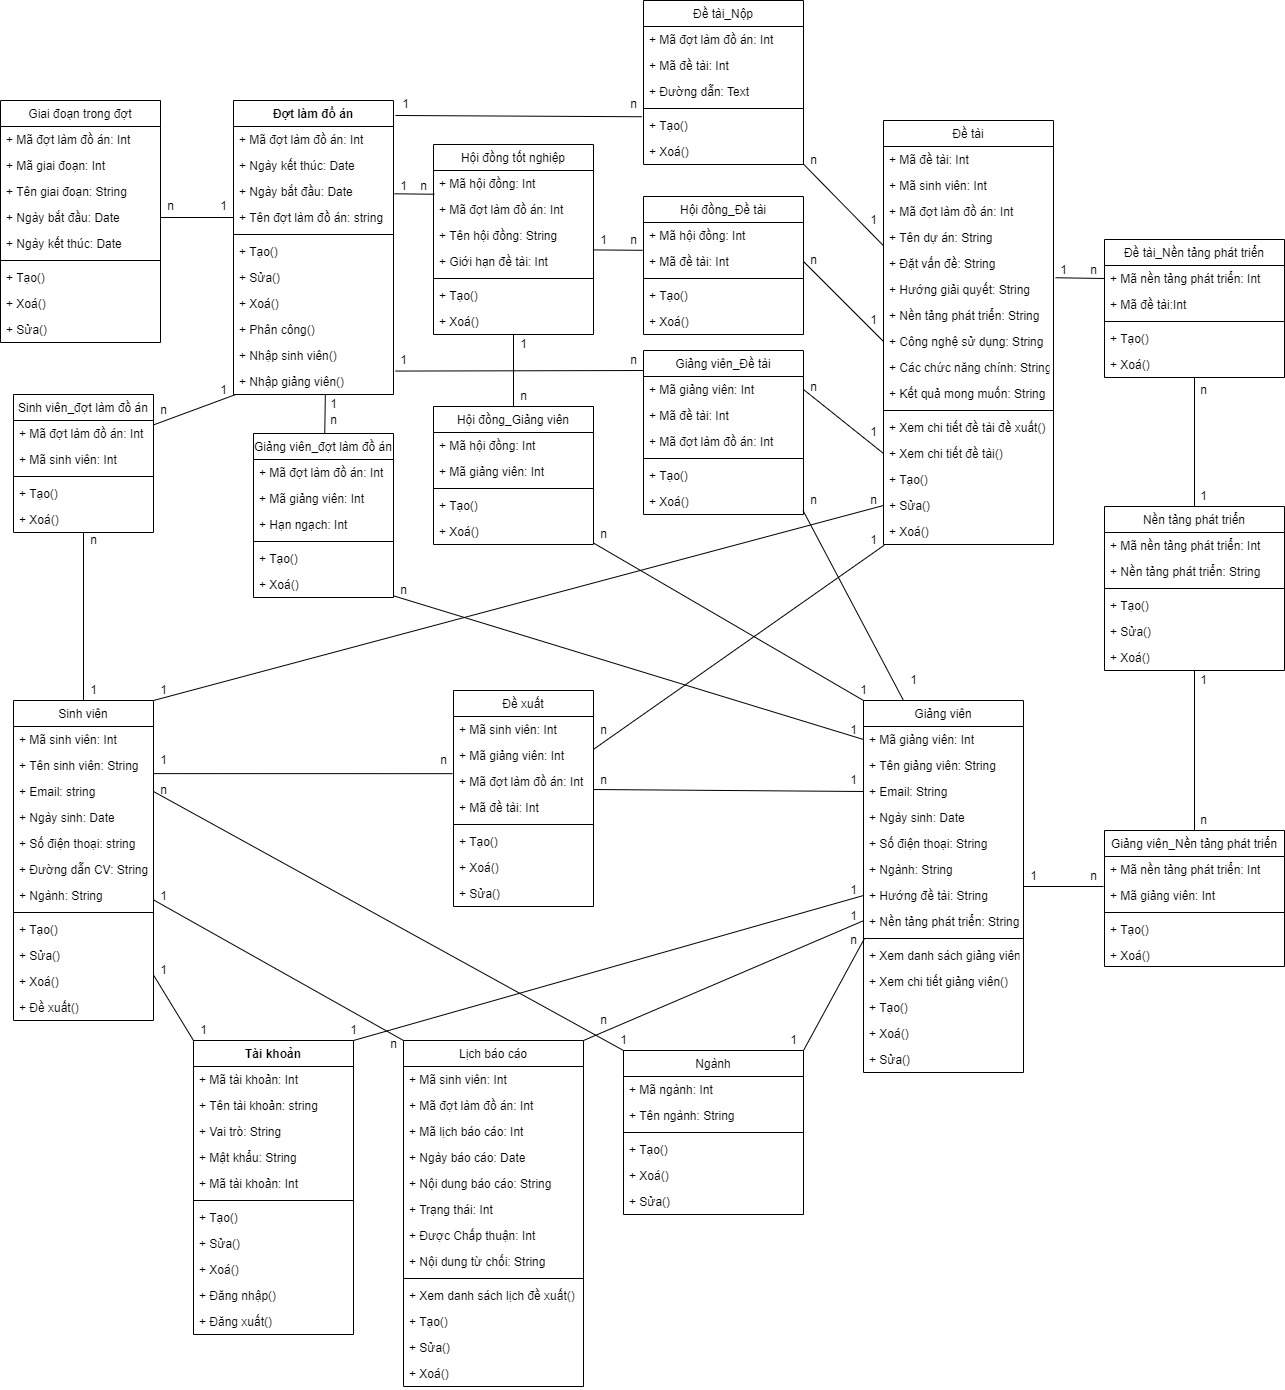 Đề tài_Nộp
+ Mã đợt làm đồ án: Int
+ Mã đề tài: Int
+ Đường dẫn: Text
+ Tạo()
+ Xoá()
Giai đoạn trong đợt
+ Mã đợt làm đồ án: Int
+ Mã giai đoạn: Int
+ Tên giai đoạn: String
+ Ngày bắt đầu: Date
+ Ngày kết thúc: Date
+ Tạo()
+ Xoá()
+ Sửa()
n
1
Đợt làm đồ án
+ Mã đợt làm đồ án: Int
+ Ngày kết thúc: Date
+ Ngày bắt đầu: Date
+ Tên đợt làm đồ án: string
+ Tạo()
+ Sửa()
+ Xoá()
+ Phân công()
+ Nhập sinh viên()
+ Nhập giảng viên()
1
n
1
n
Hội đồng tốt nghiệp
+ Mã hội đồng: Int
+ Mã đợt làm đồ án: Int
+ Tên hội đồng: String
+ Giới hạn đề tài: Int
+ Tạo()
+ Xoá()
1
n
Hội đồng_Đề tài
+ Mã hội đồng: Int
+ Mã đề tài: Int
+ Tạo()
+ Xoá()
n
1
n
1
Đề tài
+ Mã đề tài: Int
+ Mã sinh viên: Int
+ Mã đợt làm đồ án: Int
+ Tên dự án: String
+ Đặt vấn đề: String
+ Hướng giải quyết: String
+ Nền tảng phát triển: String
+ Công nghệ sử dụng: String
+ Các chức năng chính: String
+ Kết quả mong muốn: String
+ Xem chi tiết đề tài đề xuất()
+ Xem chi tiết đề tài()
+ Tạo()
+ Sửa()
+ Xoá()
1
n
Đề tài_Nền tảng phát triển
+ Mã nền tảng phát triển: Int
+ Mã đề tài:Int
+ Tạo()
+ Xoá()
n
1
1
n
Giảng viên_Đề tài
+ Mã giảng viên: Int
+ Mã đề tài: Int
+ Mã đợt làm đồ án: Int
+ Tạo()
+ Xoá()
n
1
n
1
1
n
Sinh viên_đợt làm đồ án
+ Mã đợt làm đồ án: Int
+ Mã sinh viên: Int
+ Tạo()
+ Xoá()
n
1
n
1
1
n
Giảng viên_đợt làm đồ án
+ Mã đợt làm đồ án: Int
+ Mã giảng viên: Int
+ Hạn ngạch: Int
+ Tạo()
+ Xoá()
n
1
Hội đồng_Giảng viên
+ Mã hội đồng: Int
+ Mã giảng viên: Int
+ Tạo()
+ Xoá()
n
1
n
1
1
n
Nền tảng phát triển
+ Mã nền tảng phát triển: Int
+ Nền tảng phát triển: String
+ Tạo()
+ Sửa()
+ Xoá()
1
n
Sinh viên
+ Mã sinh viên: Int
+ Tên sinh viên: String
+ Email: string
+ Ngày sinh: Date
+ Số điện thoại: string
+ Đường dẫn CV: String
+ Ngành: String
+ Tạo()
+ Sửa()
+ Xoá()
+ Đề xuất()
1
n
n
1
1
n
1
1
Đề xuất
+ Mã sinh viên: Int
+ Mã giảng viên: Int
+ Mã đợt làm đồ án: Int
+ Mã đề tài: Int
+ Tạo()
+ Xoá()
+ Sửa()
n
1
Giảng viên
+ Mã giảng viên: Int
+ Tên giảng viên: String
+ Email: String
+ Ngày sinh: Date
+ Số điện thoại: String
+ Ngành: String
+ Hướng đề tài: String
+ Nền tảng phát triển: String
+ Xem danh sách giảng viên
+ Xem chi tiết giảng viên()
+ Tạo()
+ Xoá()
+ Sửa()
1
n
Giảng viên_Nền tảng phát triển
+ Mã nền tảng phát triển: Int
+ Mã giảng viên: Int
+ Tạo()
+ Xoá()
1
1
1
n
n
1
Tài khoản
+ Mã tài khoản: Int
+ Tên tài khoản: string
+ Vai trò: String
+ Mật khẩu: String
+ Mã tài khoản: Int
+ Tạo()
+ Sửa()
+ Xoá()
+ Đăng nhập()
+ Đăng xuất()
Lịch báo cáo
+ Mã sinh viên: Int
+ Mã đợt làm đồ án: Int
+ Mã lịch báo cáo: Int
+ Ngày báo cáo: Date
+ Nội dung báo cáo: String
+ Trạng thái: Int
+ Được Chấp thuận: Int
+ Nội dung từ chối: String
+ Xem danh sách lịch đề xuất()
+ Tạo()
+ Sửa()
+ Xoá()
Ngành
+ Mã ngành: Int
+ Tên ngành: String
+ Tạo()
+ Xoá()
+ Sửa()